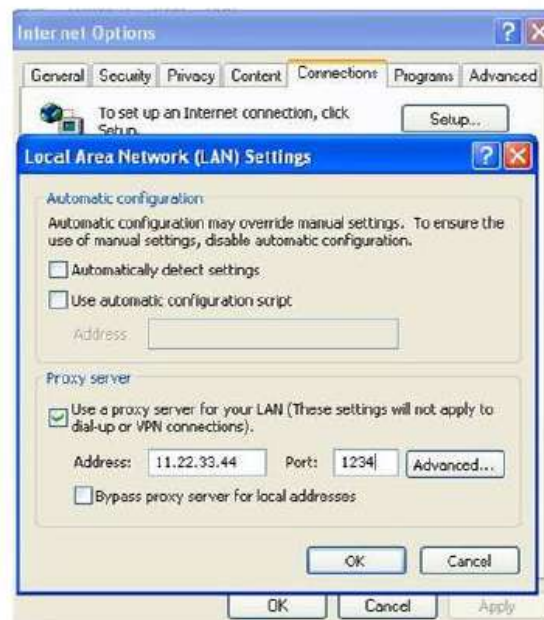 Internet Options
General Security Privacy Content Connections Programs Advanced
To set up an Internet connection, click
Setup.
Setup...
Local Area Network (LAN) Settings
Automatic configuration
Automatic configuration may override manual settings. To ensure the
use of manual settings, disable automatic configuration.
Automatically detect settings
Use automatic configuration script
Address
Proxy server
Use a proxy server for your LAN (These settings will not apply to
dial-up or VPN connections).
Address: 11.22.33.44 Port: 1234 Advanced...
Bypass proxy server for local addresses
OK Cancel
OK Cancel Apply